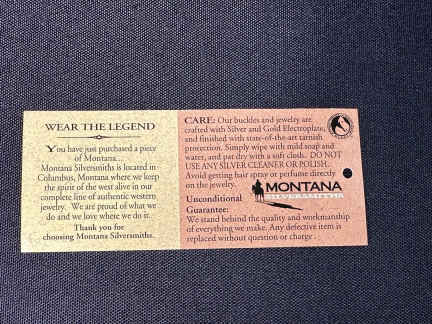 WEAR THE LEGEND
You have just purchased a piece
of Montana...
Montana Silversmiths is located in
Columbus, Montana where we keep
the spirit of the west alive in our
complete line of authentic western
jewelry. We are proud of what we
do and we love where we do it.
Thank you for
choosing Montana Silversmiths.
CARE: Our buckles and jewelry are
crafted with Silver and Gold Electroplate,
and finished with state-of-the-art tarnish
protection. Simply wipe with mild soap and
water, and pat dry with a soft cloth. DO NOT
USE ANY SILVER CLEANER OR POLISH.
Avoid getting hair spray or perfume directly
on the jewelry.
MONTANA
SILVERSMITHS
Unconditional
Guarantee:
We stand behind the quality and workmanship
of everything we make. Any defective item is
replaced without question or charge.